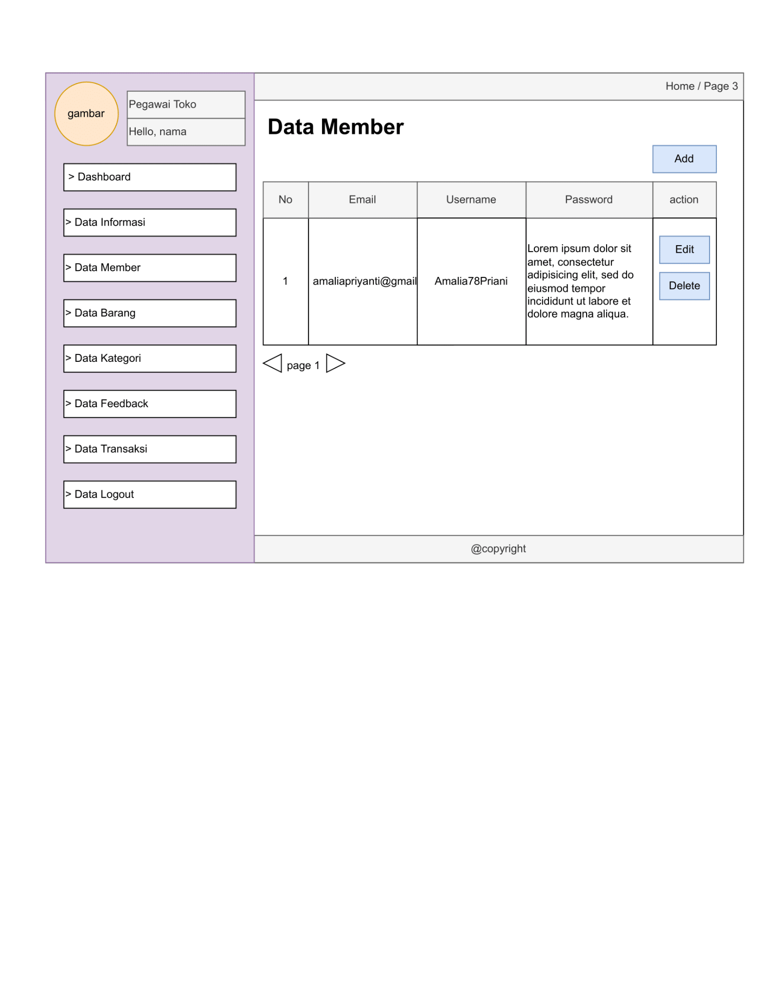 gambar
Pegawai Toko
Hello, nama
> Dashboard
> Data Informasi
> Data Member
> Data Barang
> Data Kategori
> Data Feedback
> Data Transaksi
> Data Logout
Home / Page 3
Data Member
Add
No Email Username Password action
1 amaliapriyanti@gmail Amalia78Priani
Lorem ipsum dolor sit
amet, consectetur
adipisicing elit, sed do
eiusmod tempor
incididunt ut labore et
dolore magna aliqua.
Edit
Delete
page 1
@copyright